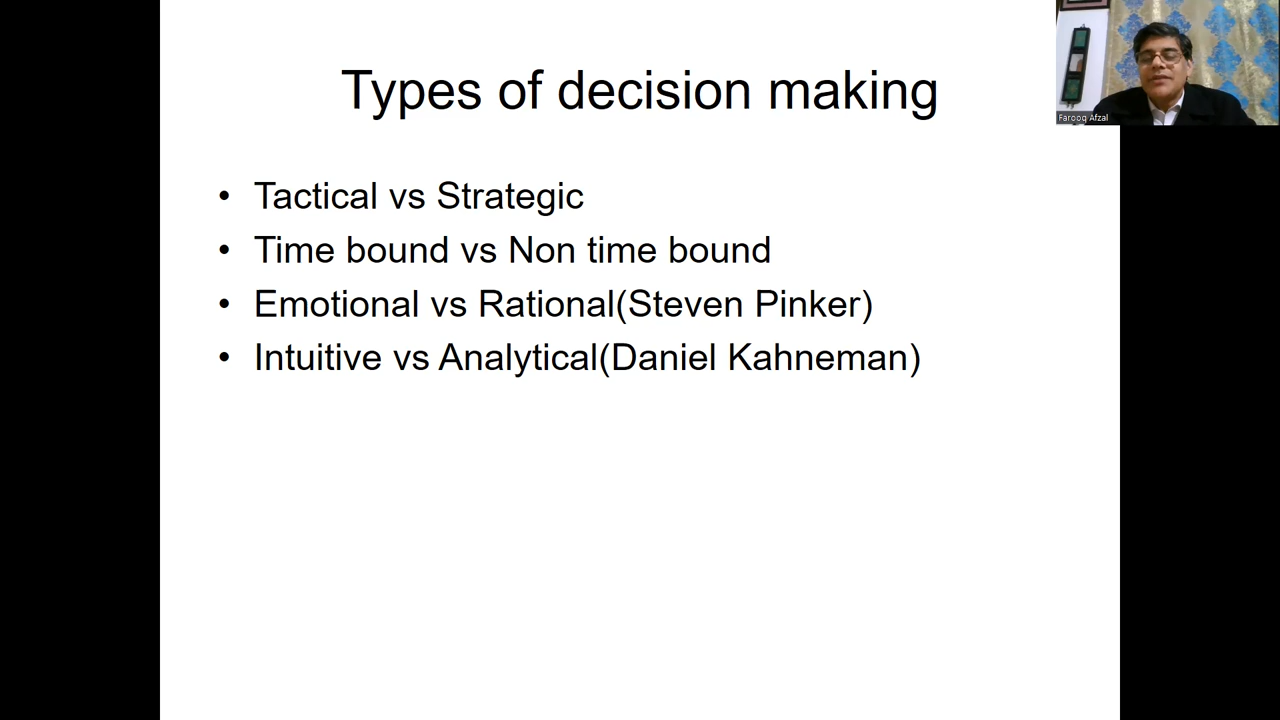 Types of decision making
• Tactical vs Strategic
• Time bound vs Non time bound
• Emotional vs Rational(Steven Pinker)
• Intuitive vs Analytical(Daniel Kahneman)
Farooq Afzal